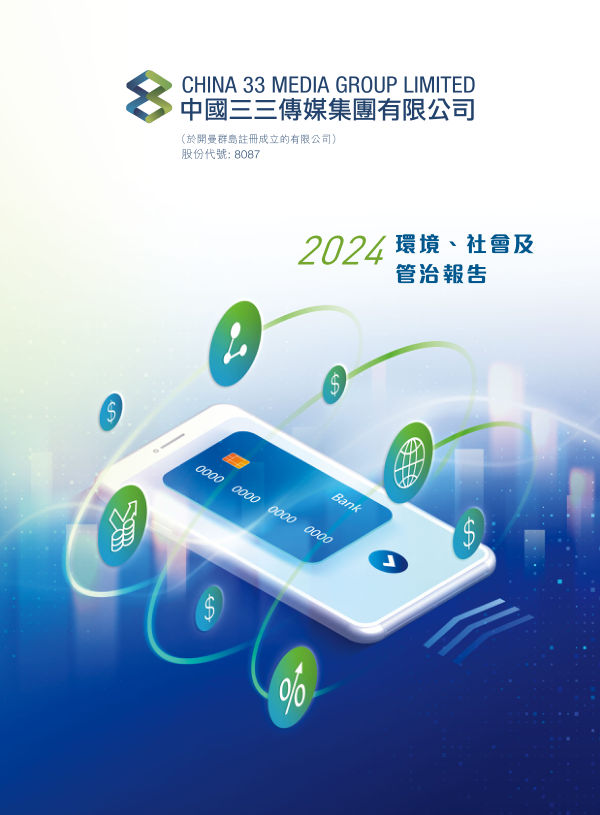 CHINA 33 MEDIA GROUP LIMITED
中國三三傳媒集團有限公司
(於開曼群島註冊成立的有限公司)
股份代號: 8087
2024 環境、社會及
管治報告
$
$
Bank
0000 0000 0000 0000
$
$
%